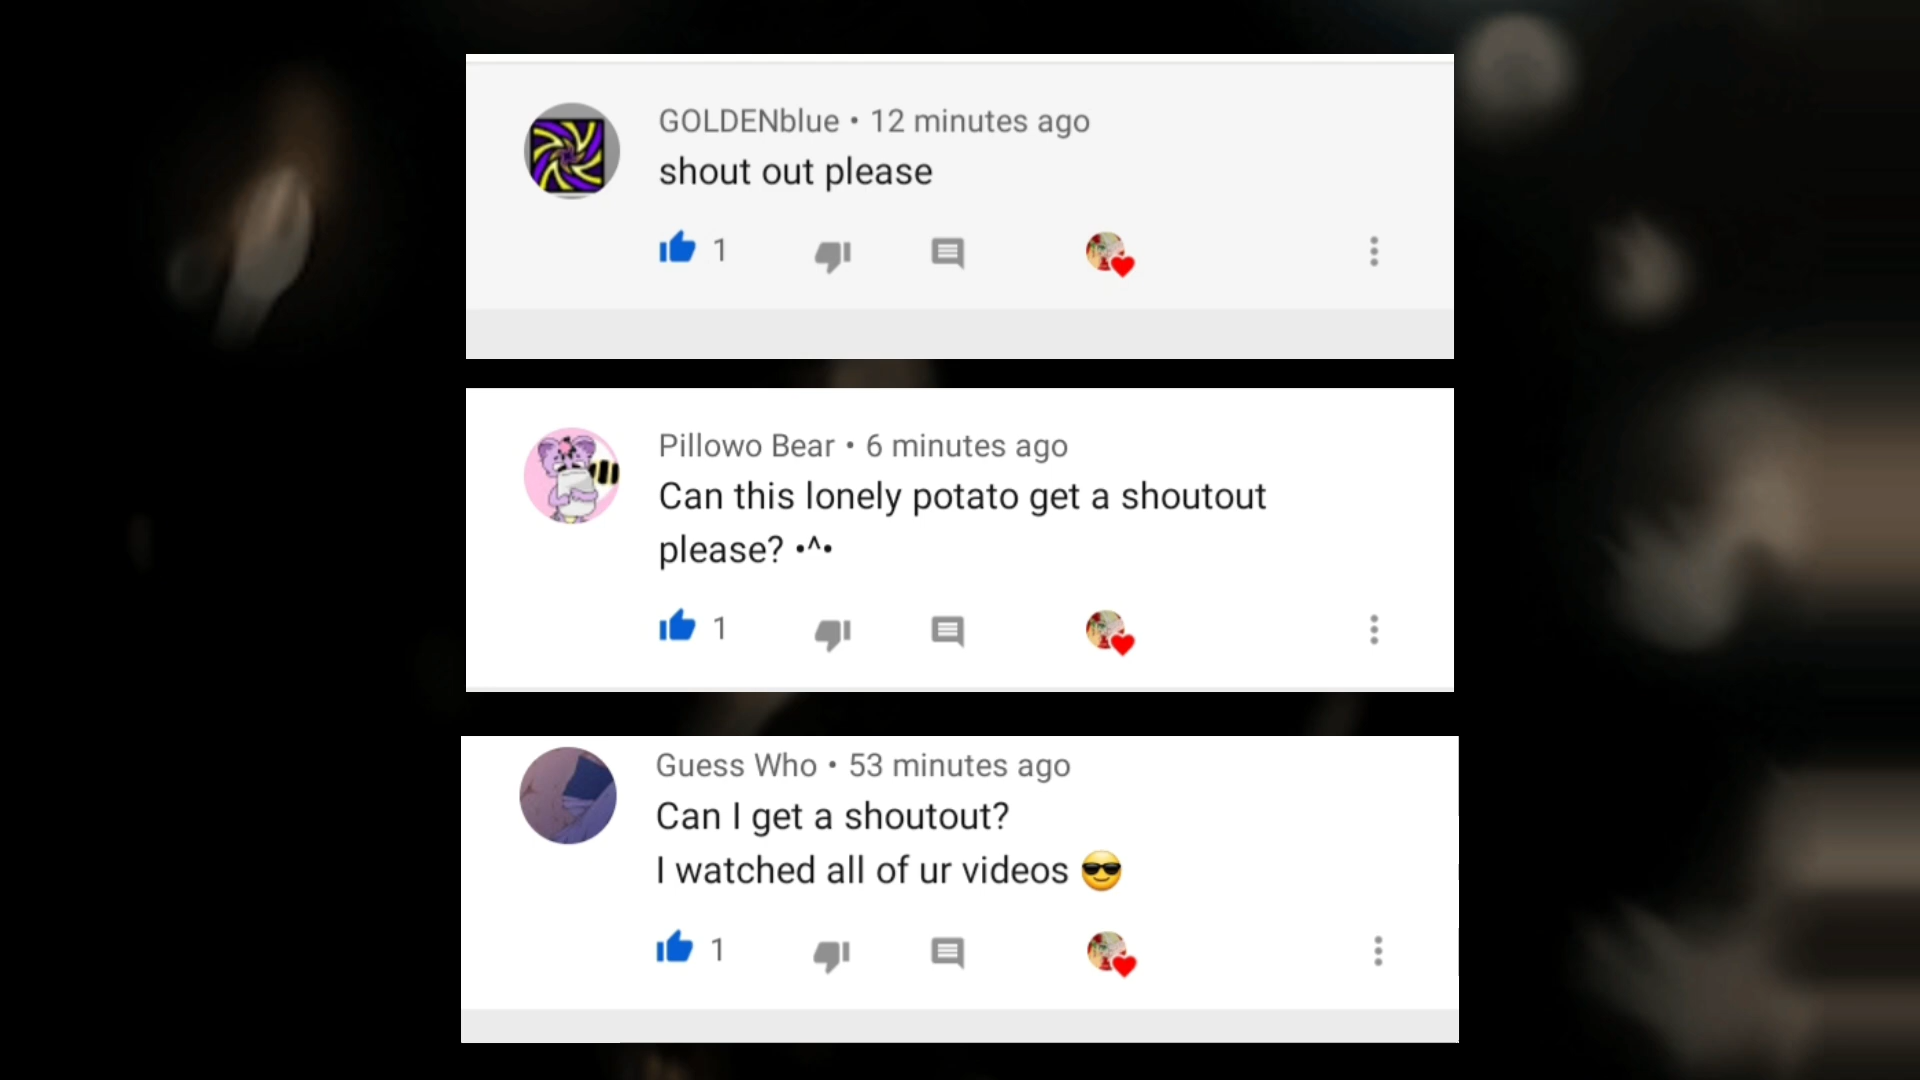 GOLDENblue • 12 minutes ago
shout out please
1
Pillowo Bear • 6 minutes ago
Can this lonely potato get a shoutout
please? •^•
1
Guess Who • 53 minutes ago
Can I get a shoutout?
I watched all of ur videos 😎
1